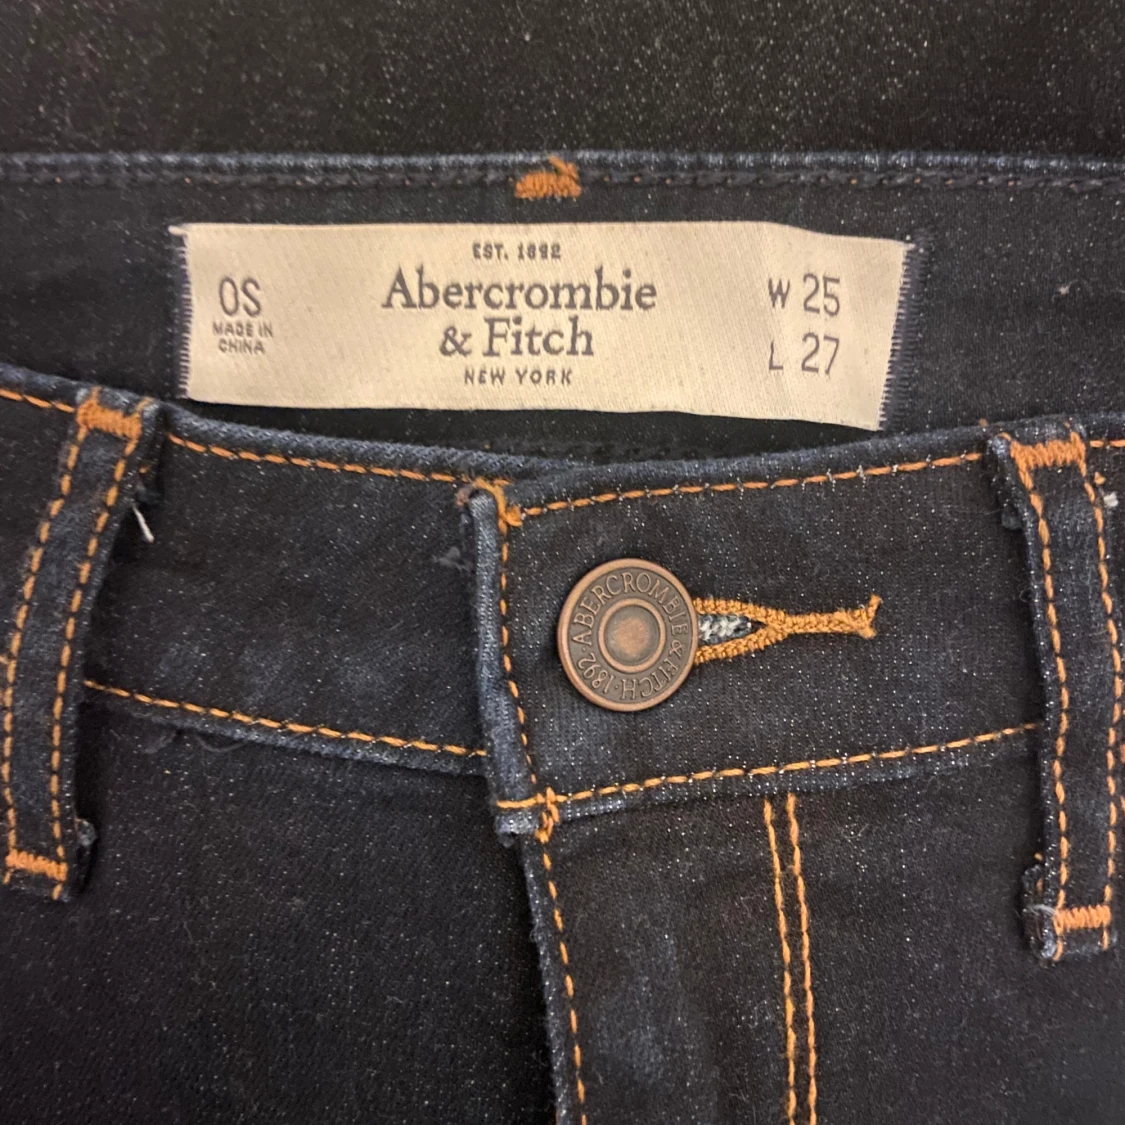 EST. 1892
0S
MADE IN
CHINA
Abercrombie
& Fitch
NEW YORK
W 25
L 27
ABERCROMBIE & FITCH · 1892 ·